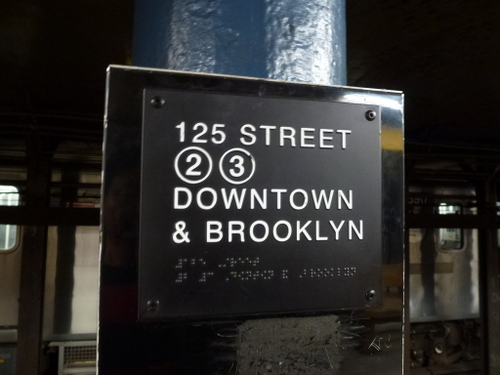 125 STREET
2 3
DOWNTOWN
& BROOKLYN